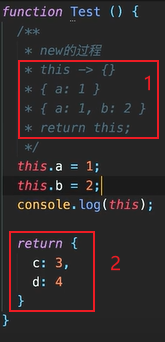 function Test () {
/**
* new的过程
* this -> {}
* { a: 1 }
* { a: 1, b: 2 }
* return this;
*/
this.a = 1;
this.b = 2;
console.log(this);
return {
c: 3,
d: 4
}
}
1
2